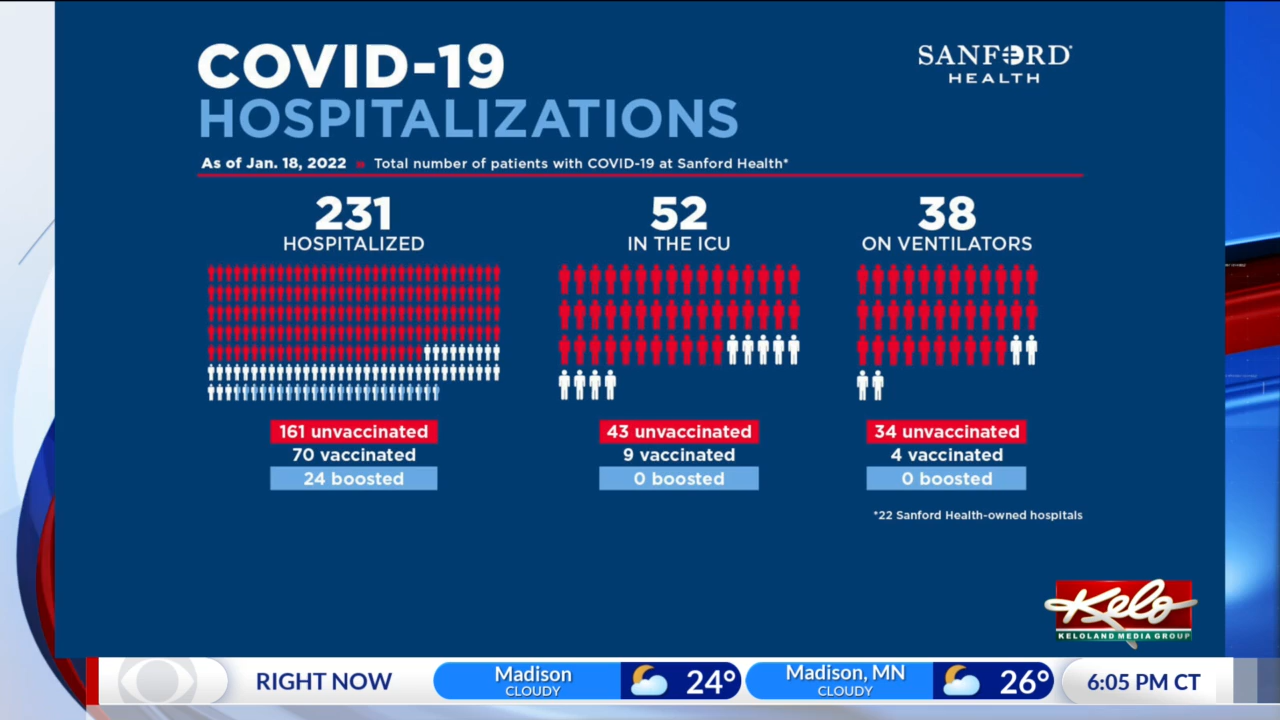 COVID-19
HOSPITALIZATIONS
SANFORD
HEALTH
As of Jan. 18, 2022 » Total number of patients with COVID-19 at Sanford Health*
231
HOSPITALIZED
161 unvaccinated
70 vaccinated
24 boosted
52
IN THE ICU
43 unvaccinated
9 vaccinated
0 boosted
38
ON VENTILATORS
34 unvaccinated
4 vaccinated
0 boosted
*22 Sanford Health-owned hospitals
Kelo
KELOLAND MEDIA GROUP
RIGHT NOW
Madison
CLOUDY
24°
Madison, MN
CLOUDY
26°
6:05 PM CT